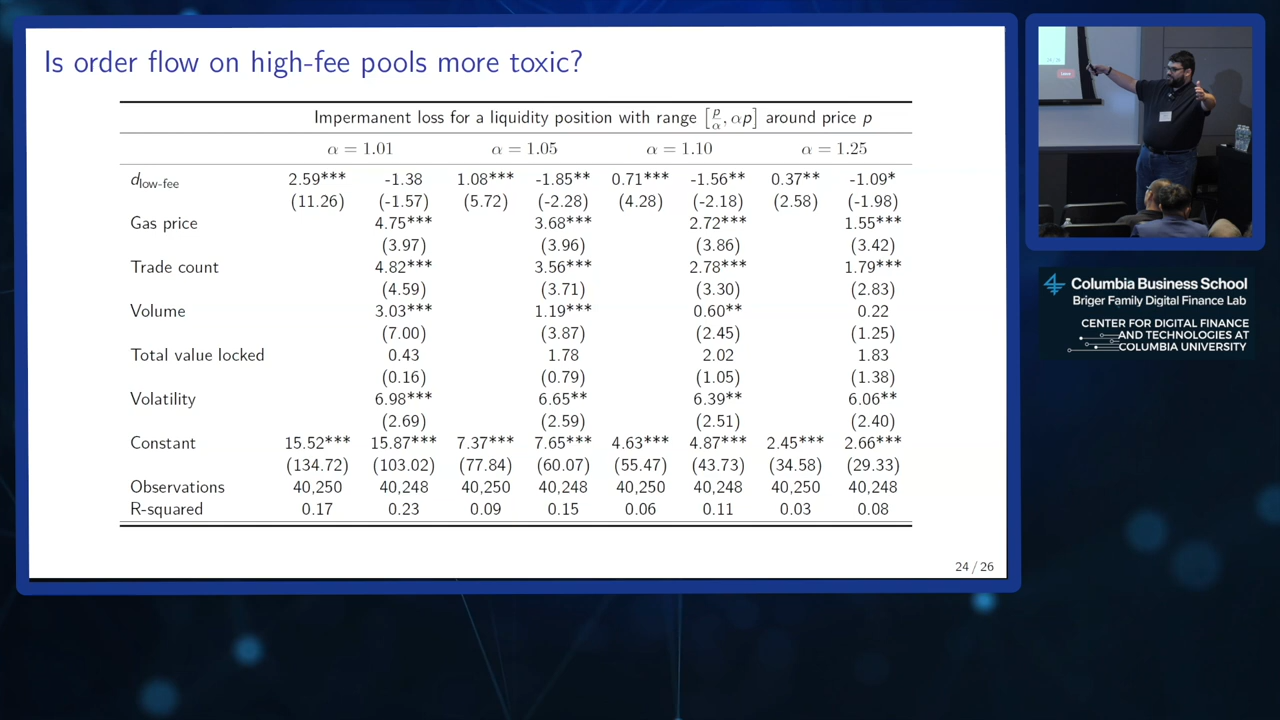 Is order flow on high-fee pools more toxic?
Impermanent loss for a liquidity position with range [p/α, αp] around price p
α = 1.01 α = 1.05 α = 1.10 α = 1.25
d low-fee 2.59*** -1.38 1.08*** -1.85** 0.71*** -1.56** 0.37** -1.09*
(11.26) (-1.57) (5.72) (-2.28) (4.28) (-2.18) (2.58) (-1.98)
Gas price 4.75*** 3.68*** 2.72*** 1.55***
(3.97) (3.96) (3.86) (3.42)
Trade count 4.82*** 3.56*** 2.78*** 1.79***
(4.59) (3.71) (3.30) (2.83)
Volume 3.03*** 1.19*** 0.60** 0.22
(7.00) (3.87) (2.45) (1.25)
Total value locked 0.43 1.78 2.02 1.83
(0.16) (0.79) (1.05) (1.38)
Volatility 6.98*** 6.65** 6.39** 6.06**
(2.69) (2.59) (2.51) (2.40)
Constant 15.52*** 15.87*** 7.37*** 7.65*** 4.63*** 4.87*** 2.45*** 2.66***
(134.72) (103.02) (77.84) (60.07) (55.47) (43.73) (34.58) (29.33)
Observations 40,250 40,248 40,250 40,248 40,250 40,248 40,250 40,248
R-squared 0.17 0.23 0.09 0.15 0.06 0.11 0.03 0.08
24 / 26
Columbia Business School
Briger Family Digital Finance Lab
CENTER FOR DIGITAL FINANCE
AND TECHNOLOGIES AT
COLUMBIA UNIVERSITY